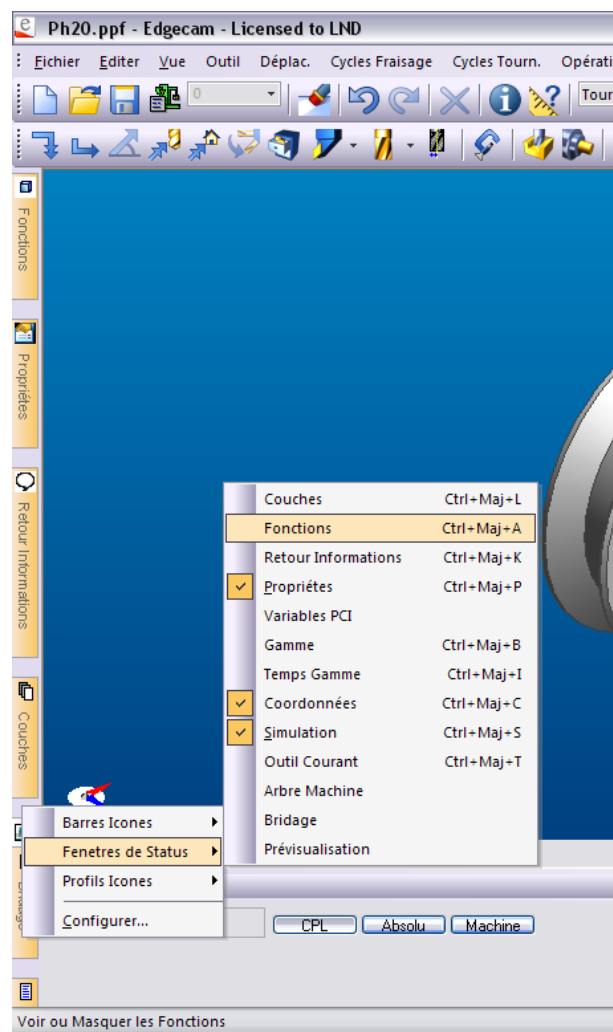 Ph20.ppf - Edgecam - Licensed to LND
Fichier Editer Vue Outil Déplac. Cycles Fraisage Cycles Tourn. Opérati
0 Tour
Fonctions
Propriétes
Retour Informations
Couches
Couches Ctrl+Maj+L
Fonctions Ctrl+Maj+A
Retour Informations Ctrl+Maj+K
Propriétes Ctrl+Maj+P
Variables PCI
Gamme Ctrl+Maj+B
Temps Gamme Ctrl+Maj+I
Coordonnées Ctrl+Maj+C
Simulation Ctrl+Maj+S
Outil Courant Ctrl+Maj+T
Arbre Machine
Bridage
Prévisualisation
Barres Icones
Fenetres de Status
Profils Icones
Configurer...
CPL Absolu Machine
Voir ou Masquer les Fonctions